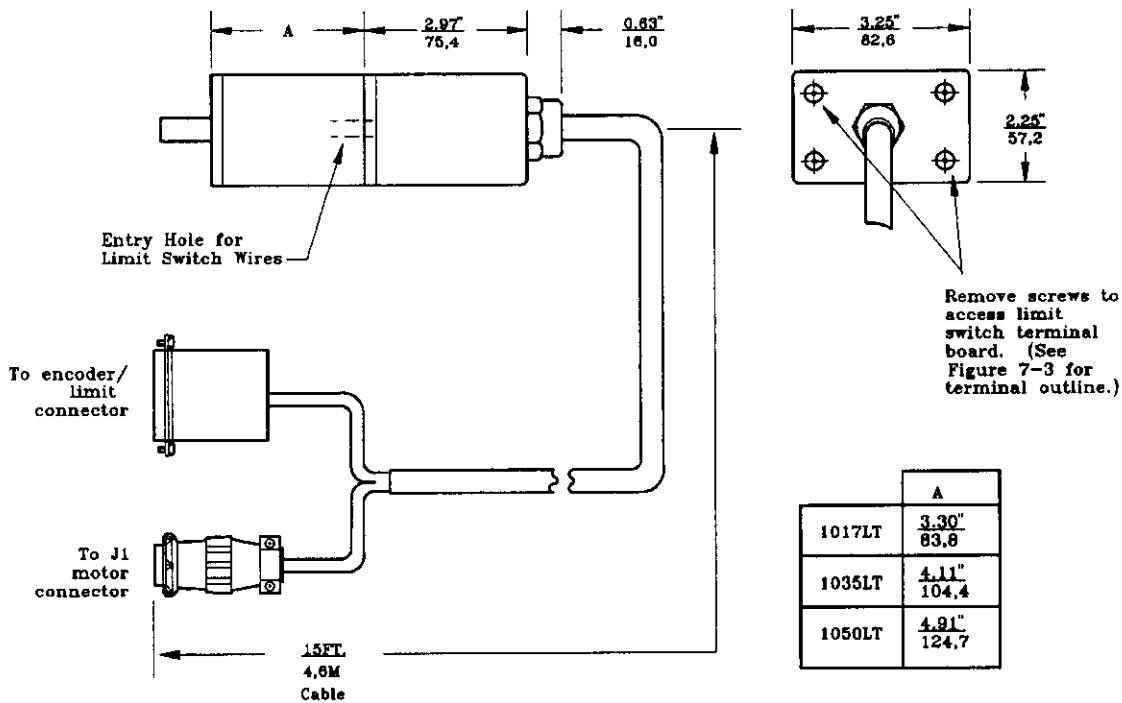 A
2.97"
75,4
0.63"
16,0
3.25"
82,6
2.25"
57,2
Entry Hole for
Limit Switch Wires
Remove screws to
access limit
switch terminal
board. (See
Figure 7-3 for
terminal outline.)
To encoder/
limit
connector
To J1
motor
connector
15FT.
4,6M
Cable
A
1017LT 3.30"
83,8
1035LT 4.11"
104,4
1050LT 4.91"
124,7